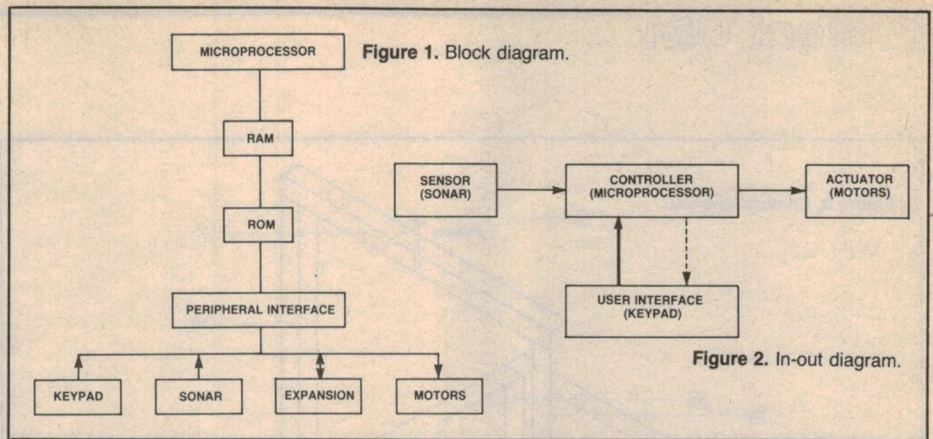 MICROPROCESSOR
Figure 1. Block diagram.
RAM
ROM
PERIPHERAL INTERFACE
KEYPAD
SONAR
EXPANSION
MOTORS
SENSOR
(SONAR)
CONTROLLER
(MICROPROCESSOR)
ACTUATOR
(MOTORS)
USER INTERFACE
(KEYPAD)
Figure 2. In-out diagram.